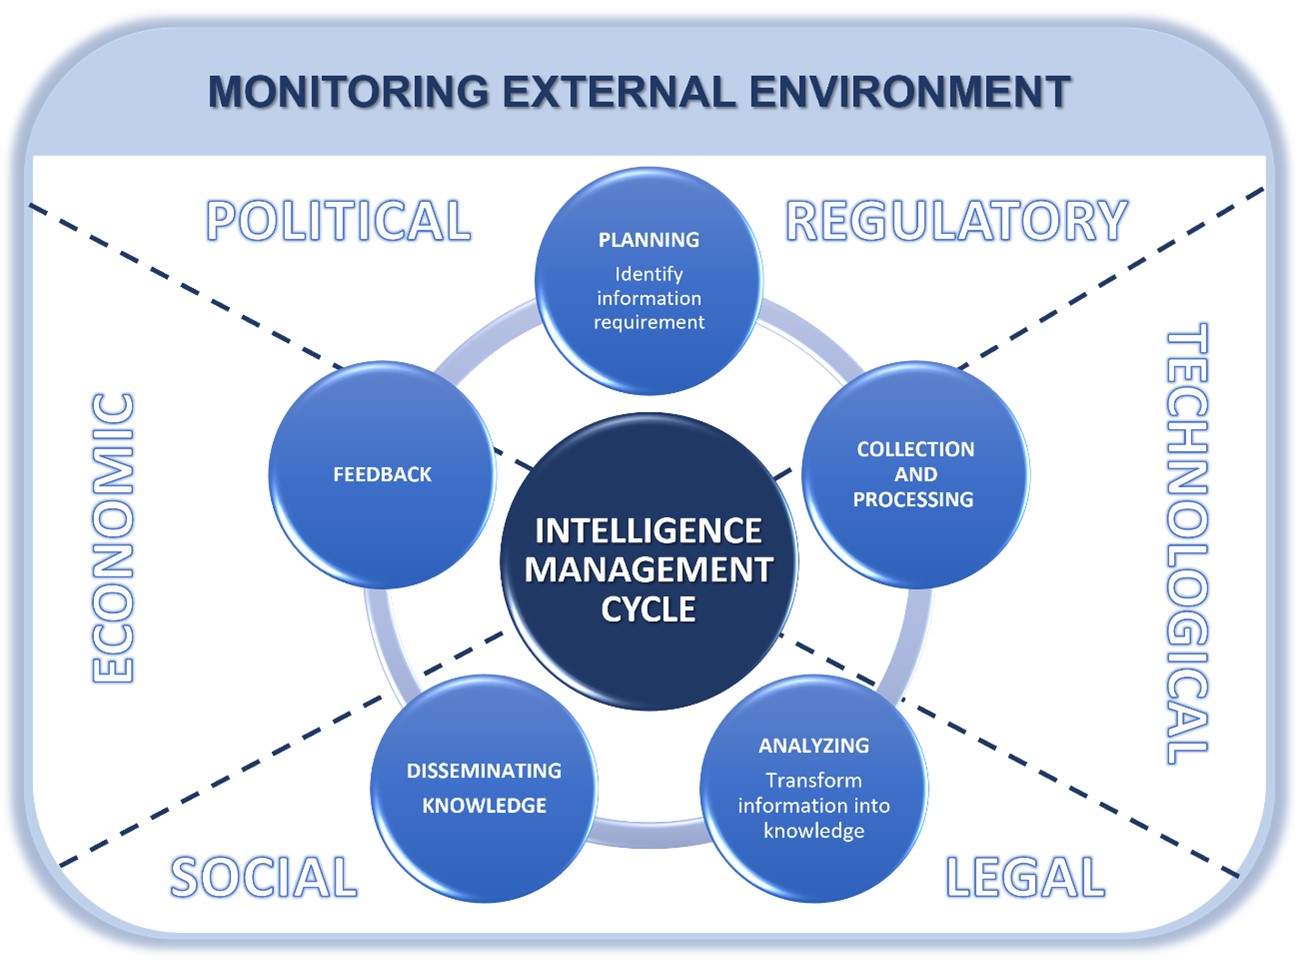 MONITORING EXTERNAL ENVIRONMENT
POLITICAL
REGULATORY
PLANNING
Identify
information
requirement
ECONOMIC
TECHNOLOGICAL
FEEDBACK
COLLECTION
AND
PROCESSING
INTELLIGENCE
MANAGEMENT
CYCLE
DISSEMINATING
KNOWLEDGE
ANALYZING
Transform
information into
knowledge
SOCIAL
LEGAL